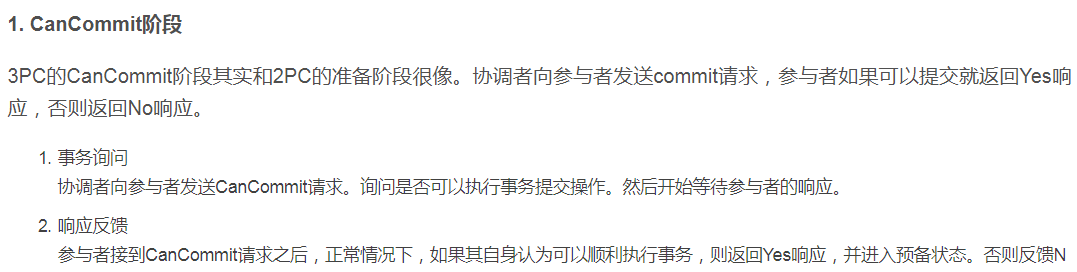 1. CanCommit阶段
3PC的CanCommit阶段其实和2PC的准备阶段很像。协调者向参与者发送commit请求，参与者如果可以提交就返回Yes响
应，否则返回No响应。
1. 事务询问
协调者向参与者发送CanCommit请求。询问是否可以执行事务提交操作。然后开始等待参与者的响应。
2. 响应反馈
参与者接到CanCommit请求之后，正常情况下，如果其自身认为可以顺利执行事务，则返回Yes响应，并进入预备状态。否则反馈N